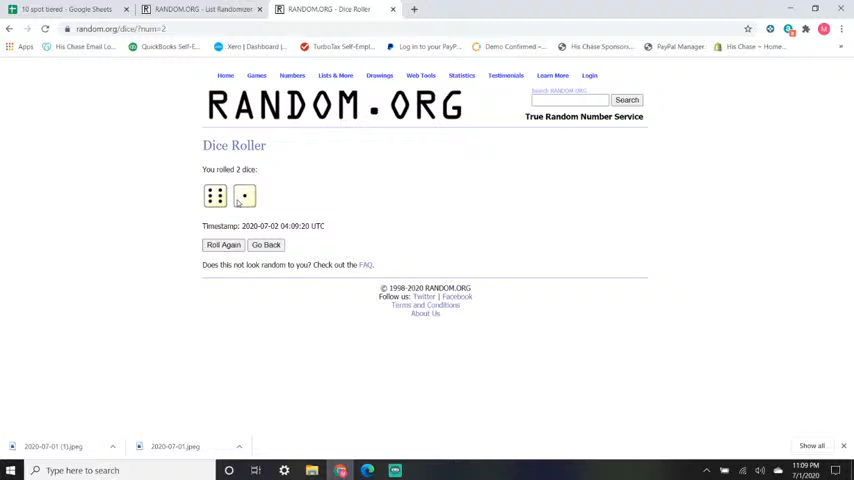 10 spot tiered - Google Sheets
RANDOM.ORG - List Randomizer
RANDOM.ORG - Dice Roller
random.org/dice/?num=2
Apps
His Chase Email Lo...
QuickBooks Self-E...
Xero | Dashboard |...
TurboTax Self-Empl...
Log in to your PayP...
Demo Confirmed –...
His Chase Sponsors...
PayPal Manager
His Chase ~ Home...
Home
Games
Numbers
Lists & More
Drawings
Web Tools
Statistics
Testimonials
Learn More
Login
RANDOM.ORG
Search RANDOM.ORG
Search
True Random Number Service
Dice Roller
You rolled 2 dice:
Timestamp: 2020-07-02 04:09:20 UTC
Roll Again
Go Back
Does this not look random to you? Check out the FAQ.
© 1998-2020 RANDOM.ORG
Follow us: Twitter | Facebook
Terms and Conditions
About Us
2020-07-01 (1).jpeg
2020-07-01.jpeg
Show all
Type here to search
11:09 PM
7/1/2020